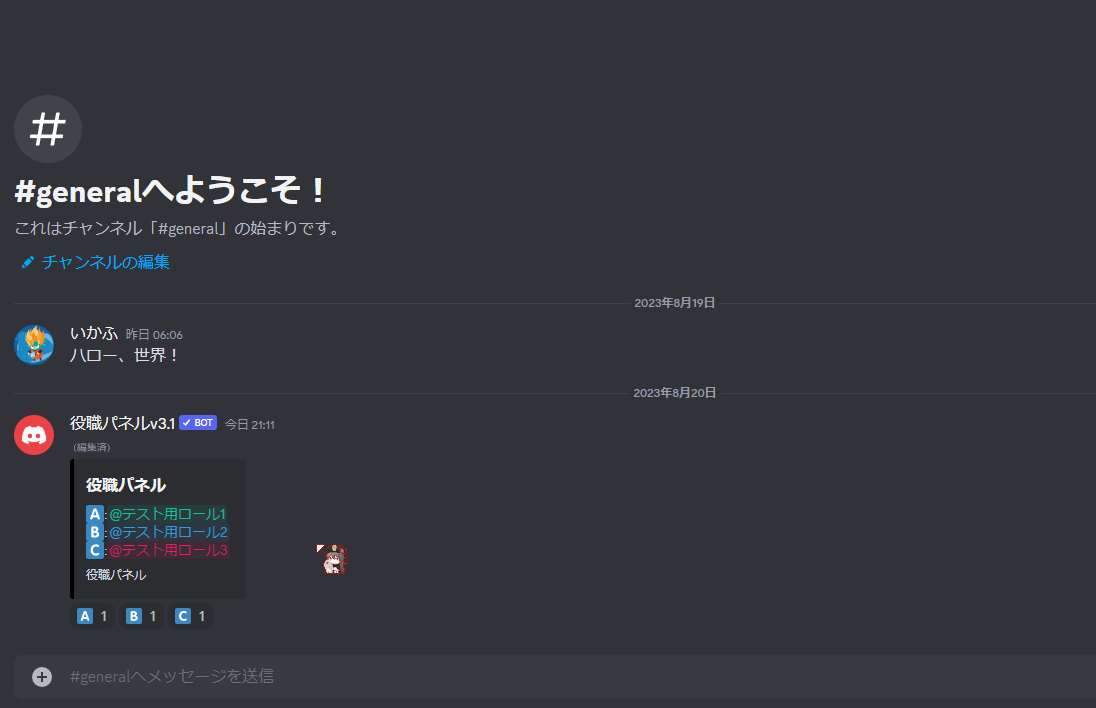 #generalへようこそ！
これはチャンネル「#general」の始まりです。
チャンネルの編集
2023年8月19日
いかふ 昨日 06:06
ハロー、世界！
2023年8月20日
役職パネルv3.1 ✓ BOT 今日 21:11
(編集済)
役職パネル
A:@テスト用ロール1
B:@テスト用ロール2
C:@テスト用ロール3
役職パネル
A 1 B 1 C 1
#generalへメッセージを送信